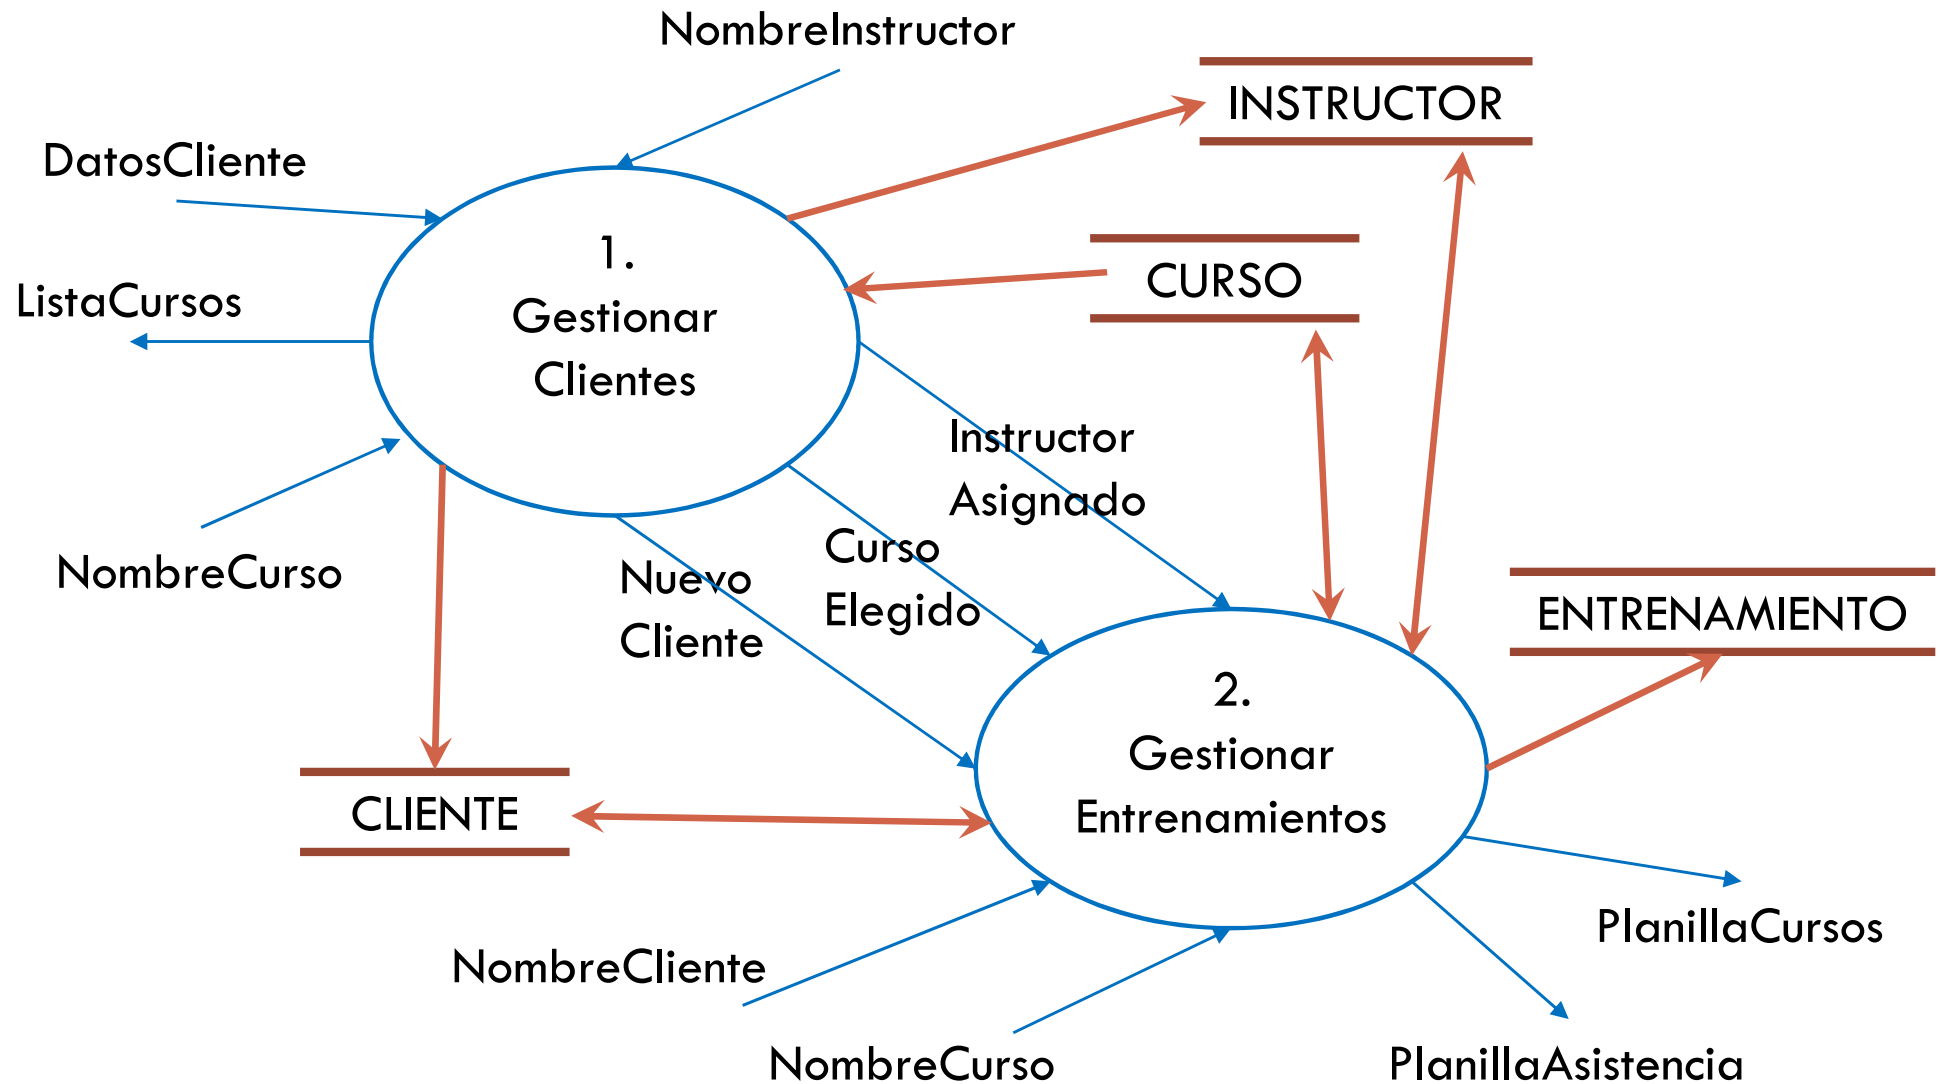 NombreInstructor
INSTRUCTOR
DatosCliente
1.
Gestionar
Clientes
CURSO
ListaCursos
Instructor
Asignado
Curso
Elegido
NombreCurso
Nuevo
Cliente
ENTRENAMIENTO
2.
Gestionar
Entrenamientos
CLIENTE
PlanillaCursos
NombreCliente
NombreCurso
PlanillaAsistencia